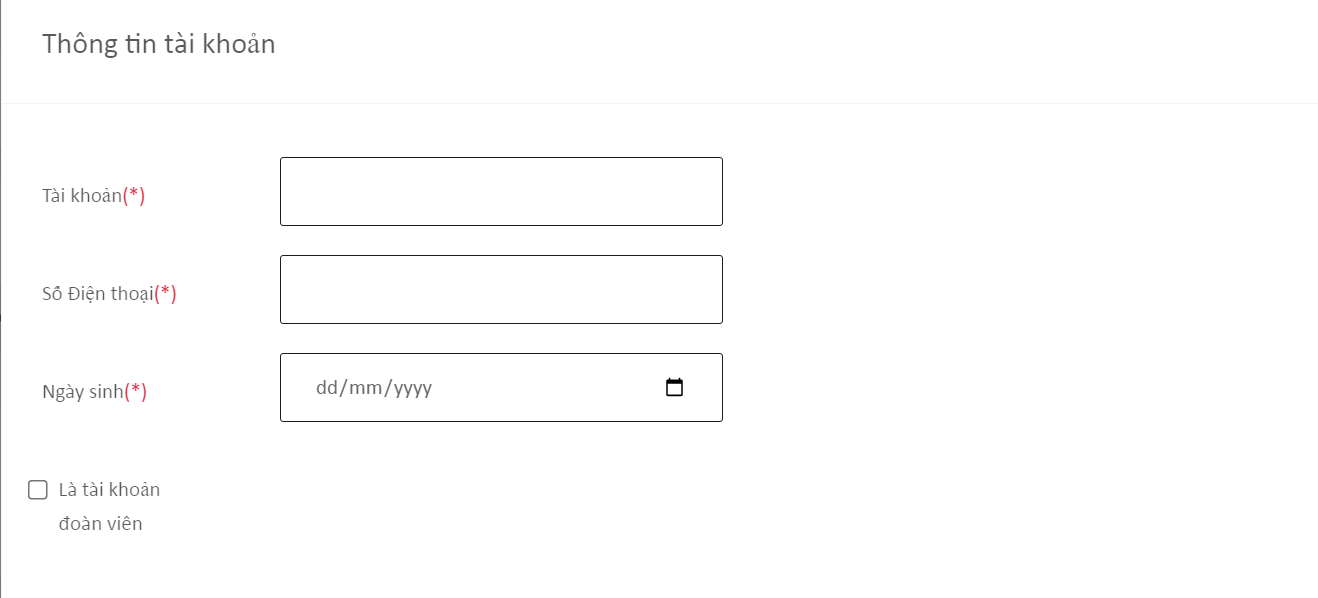 Thông tin tài khoản
Tài khoản(*)
Số Điện thoại(*)
Ngày sinh(*)
dd/mm/yyyy
Là tài khoản
đoàn viên